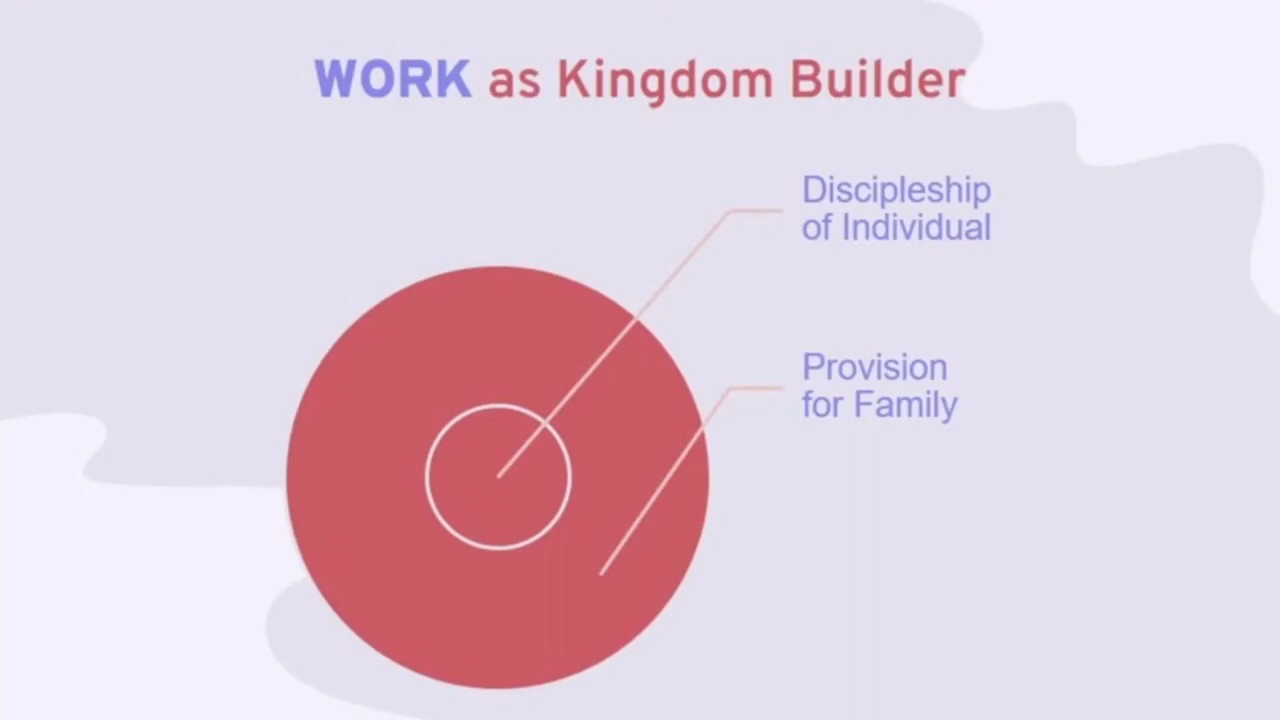 WORK as Kingdom Builder
Discipleship
of Individual
Provision
for Family